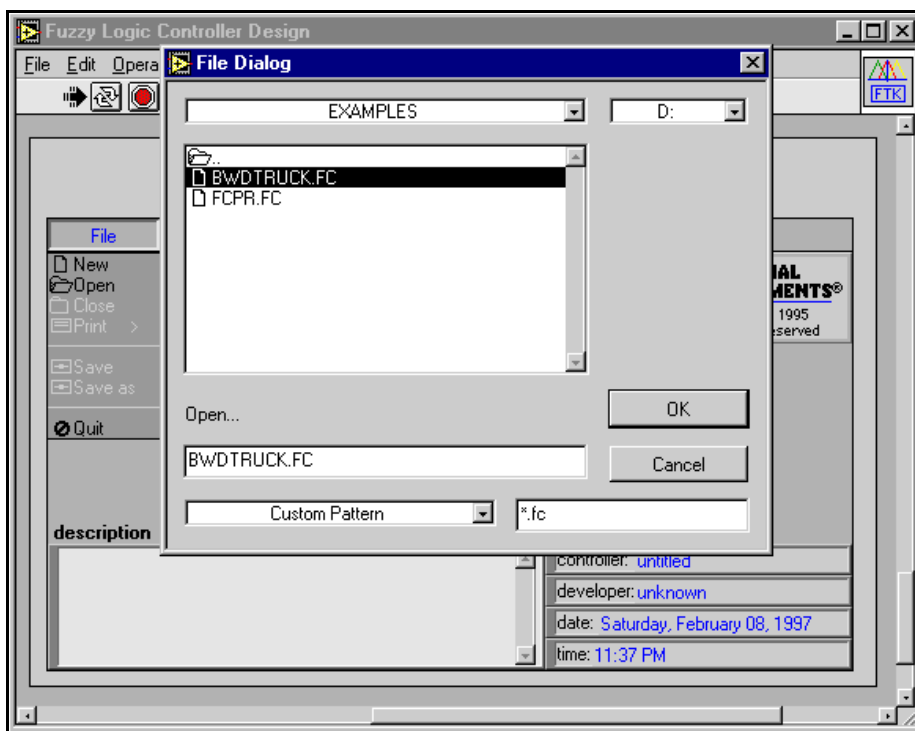 Fuzzy Logic Controller Design
File Edit Opera
File Dialog
FTK
EXAMPLES
D:
..
BWDTRUCK.FC
FCPR.FC
File
New
Open
Close
Print >
Save
Save as
Quit
IAL
MENTS®
1995
eserved
Open...
OK
BWDTRUCK.FC
Cancel
Custom Pattern
*.fc
description
controller: untitled
developer: unknown
date: Saturday, February 08, 1997
time: 11:37 PM